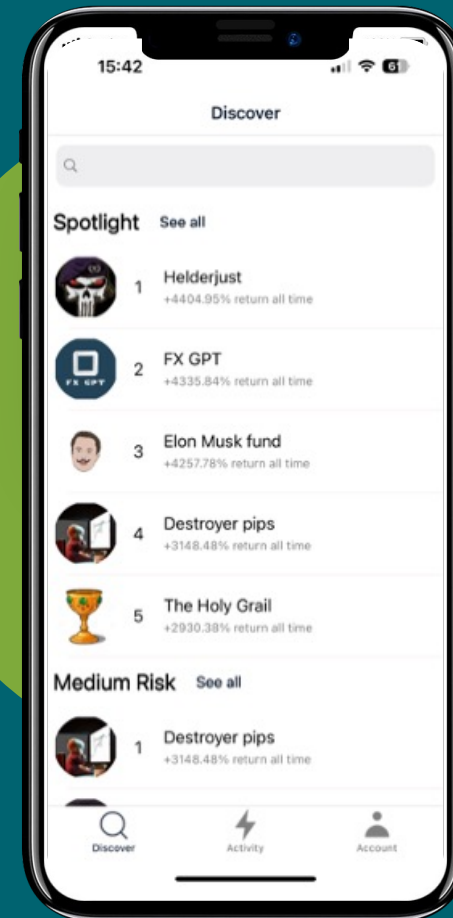 15:42
61
Discover
Spotlight See all
1 Helderjust
+4404.95% return all time
FX GPT
2 FX GPT
+4335.84% return all time
3 Elon Musk fund
+4257.78% return all time
4 Destroyer pips
+3148.48% return all time
5 The Holy Grail
+2930.38% return all time
Medium Risk See all
1 Destroyer pips
+3148.48% return all time
Discover Activity Account